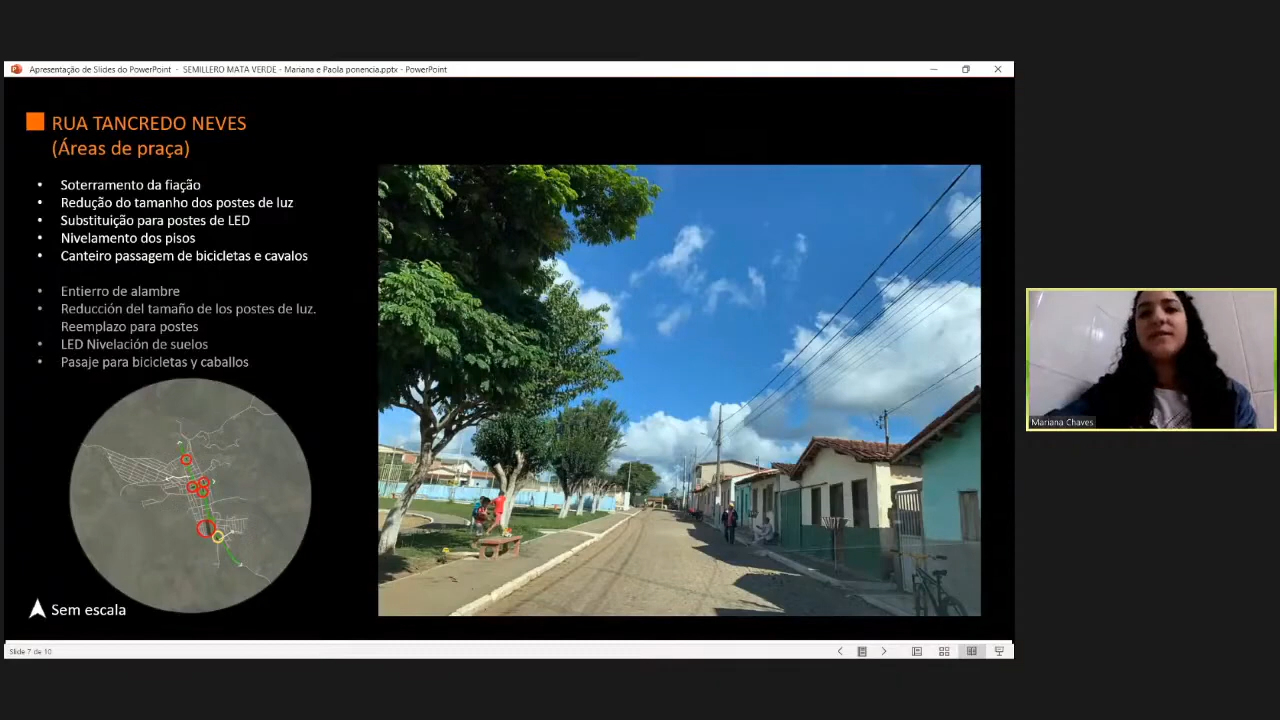 Apresentação de Slides do PowerPoint - SEMILLERO MATA VERDE - Mariana e Paola ponencia.pptx - PowerPoint
RUA TANCREDO NEVES
(Áreas de praça)
• Soterramento da fiação
• Redução do tamanho dos postes de luz
• Substituição para postes de LED
• Nivelamento dos pisos
• Canteiro passagem de bicicletas e cavalos
• Entierro de alambre
• Reducción del tamaño de los postes de luz.
Reemplazo para postes
• LED Nivelación de suelos
• Pasaje para bicicletas y caballos
Sem escala
Mariana Chaves
Slide 7 de 10